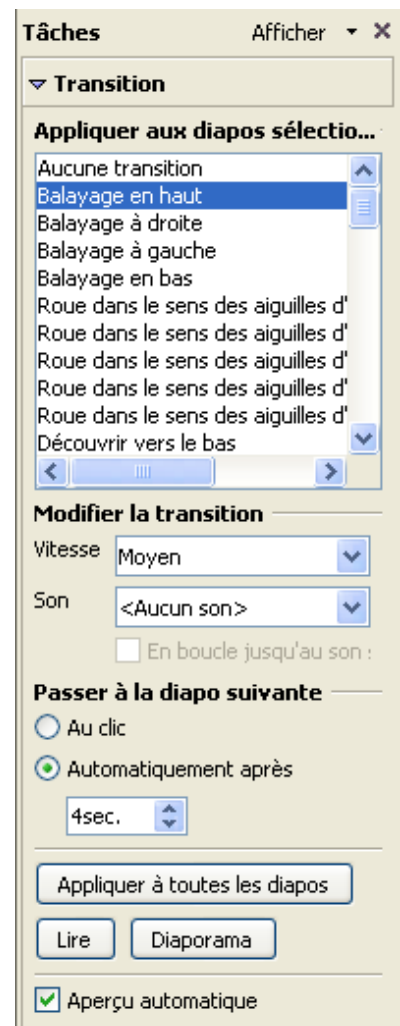 Tâches Afficher
Transition
Appliquer aux diapos sélectio...
Aucune transition
Balayage en haut
Balayage à droite
Balayage à gauche
Balayage en bas
Roue dans le sens des aiguilles d'
Roue dans le sens des aiguilles d'
Roue dans le sens des aiguilles d'
Roue dans le sens des aiguilles d'
Roue dans le sens des aiguilles d'
Découvrir vers le bas
Modifier la transition
Vitesse Moyen
Son <Aucun son>
En boucle jusqu'au son s
Passer à la diapo suivante
Au clic
Automatiquement après
4sec.
Appliquer à toutes les diapos
Lire Diaporama
Aperçu automatique